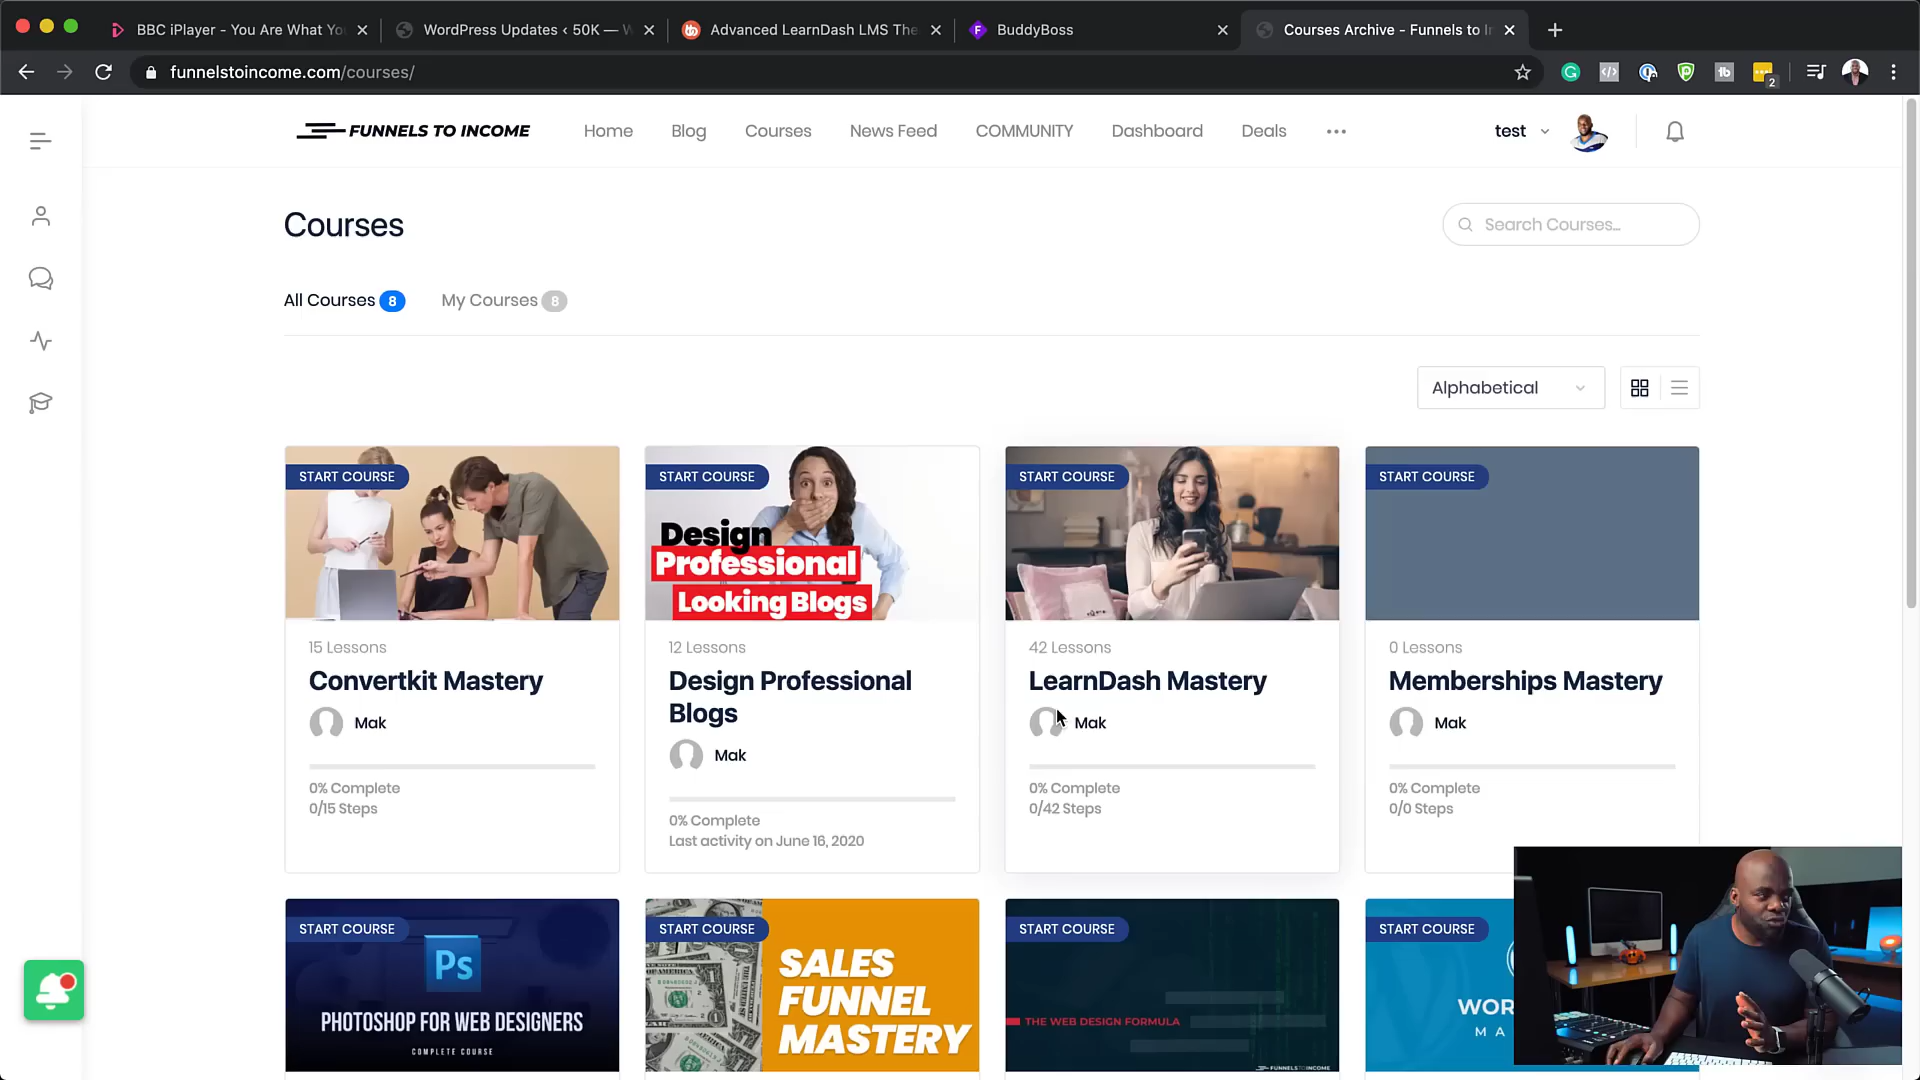 BBC iPlayer - You Are What Yo
WordPress Updates ‹ 50K — W
Advanced LearnDash LMS The
BuddyBoss
Courses Archive - Funnels to In
funnelstoincome.com/courses/
2
FUNNELS TO INCOME
Home
Blog
Courses
News Feed
COMMUNITY
Dashboard
Deals
test
Courses
Search Courses...
All Courses 8
My Courses 8
Alphabetical
START COURSE
15 Lessons
Convertkit Mastery
Mak
0% Complete
0/15 Steps
START COURSE
Design
Professional
Looking Blogs
12 Lessons
Design Professional
Blogs
Mak
0% Complete
Last activity on June 16, 2020
START COURSE
42 Lessons
LearnDash Mastery
Mak
0% Complete
0/42 Steps
START COURSE
0 Lessons
Memberships Mastery
Mak
0% Complete
0/0 Steps
START COURSE
Ps
PHOTOSHOP FOR WEB DESIGNERS
COMPLETE COURSE
START COURSE
SALES
FUNNEL
MASTERY
START COURSE
THE WEB DESIGN FORMULA
FUNNELSTOINCOME
START COURSE
WOR
MA